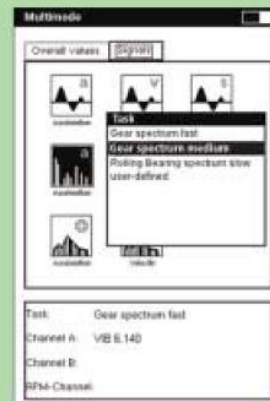 Multimode
Overall values
Signals
a
v
s
Task
Gear spectrum fast
Gear spectrum medium
Rolling Bearing spectrum slow
user-defined
a
Task: Gear spectrum fast
Channel A: VIB 6.140
Channel B:
RPM-Channel: